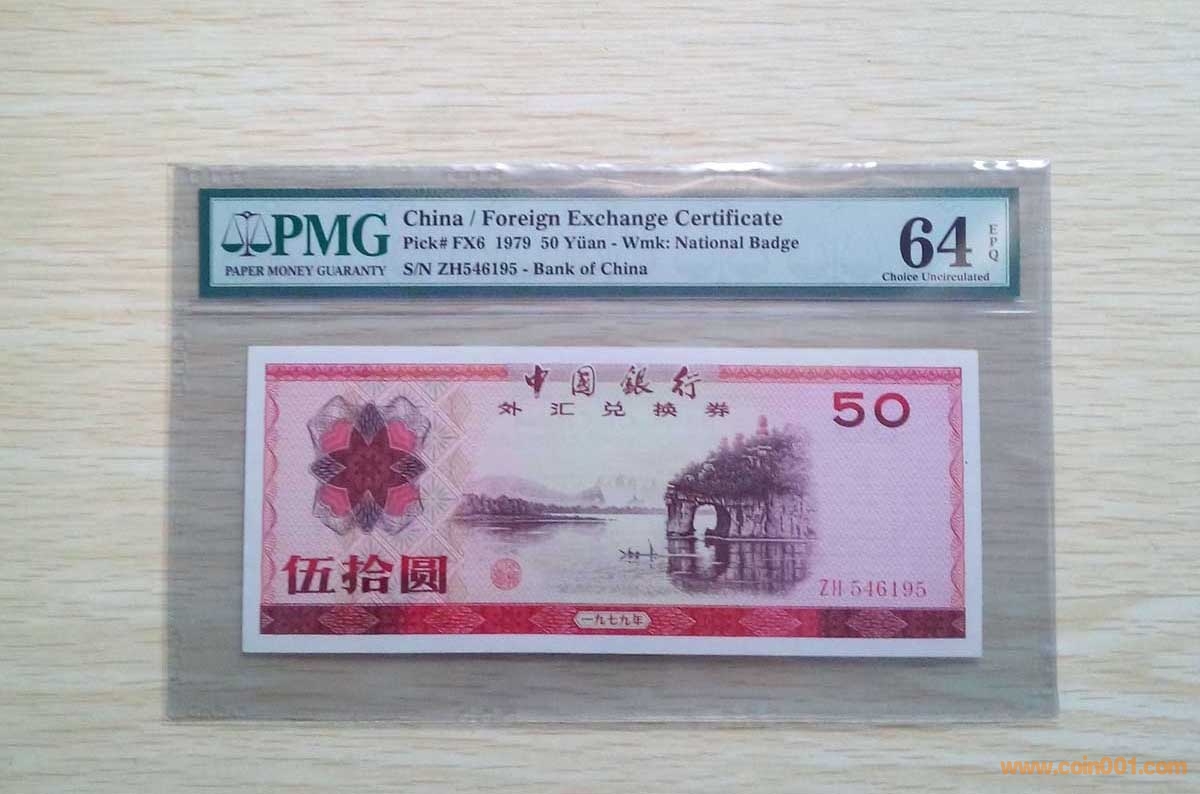 PMG
PAPER MONEY GUARANTY
China / Foreign Exchange Certificate
Pick# FX6 1979 50 Yüan - Wmk: National Badge
S/N ZH546195 - Bank of China
64
EPQ
Choice Uncirculated
中国銀行
外汇兑换券
50
伍拾圆
ZH 546195
一九七九年
www.coin001.com